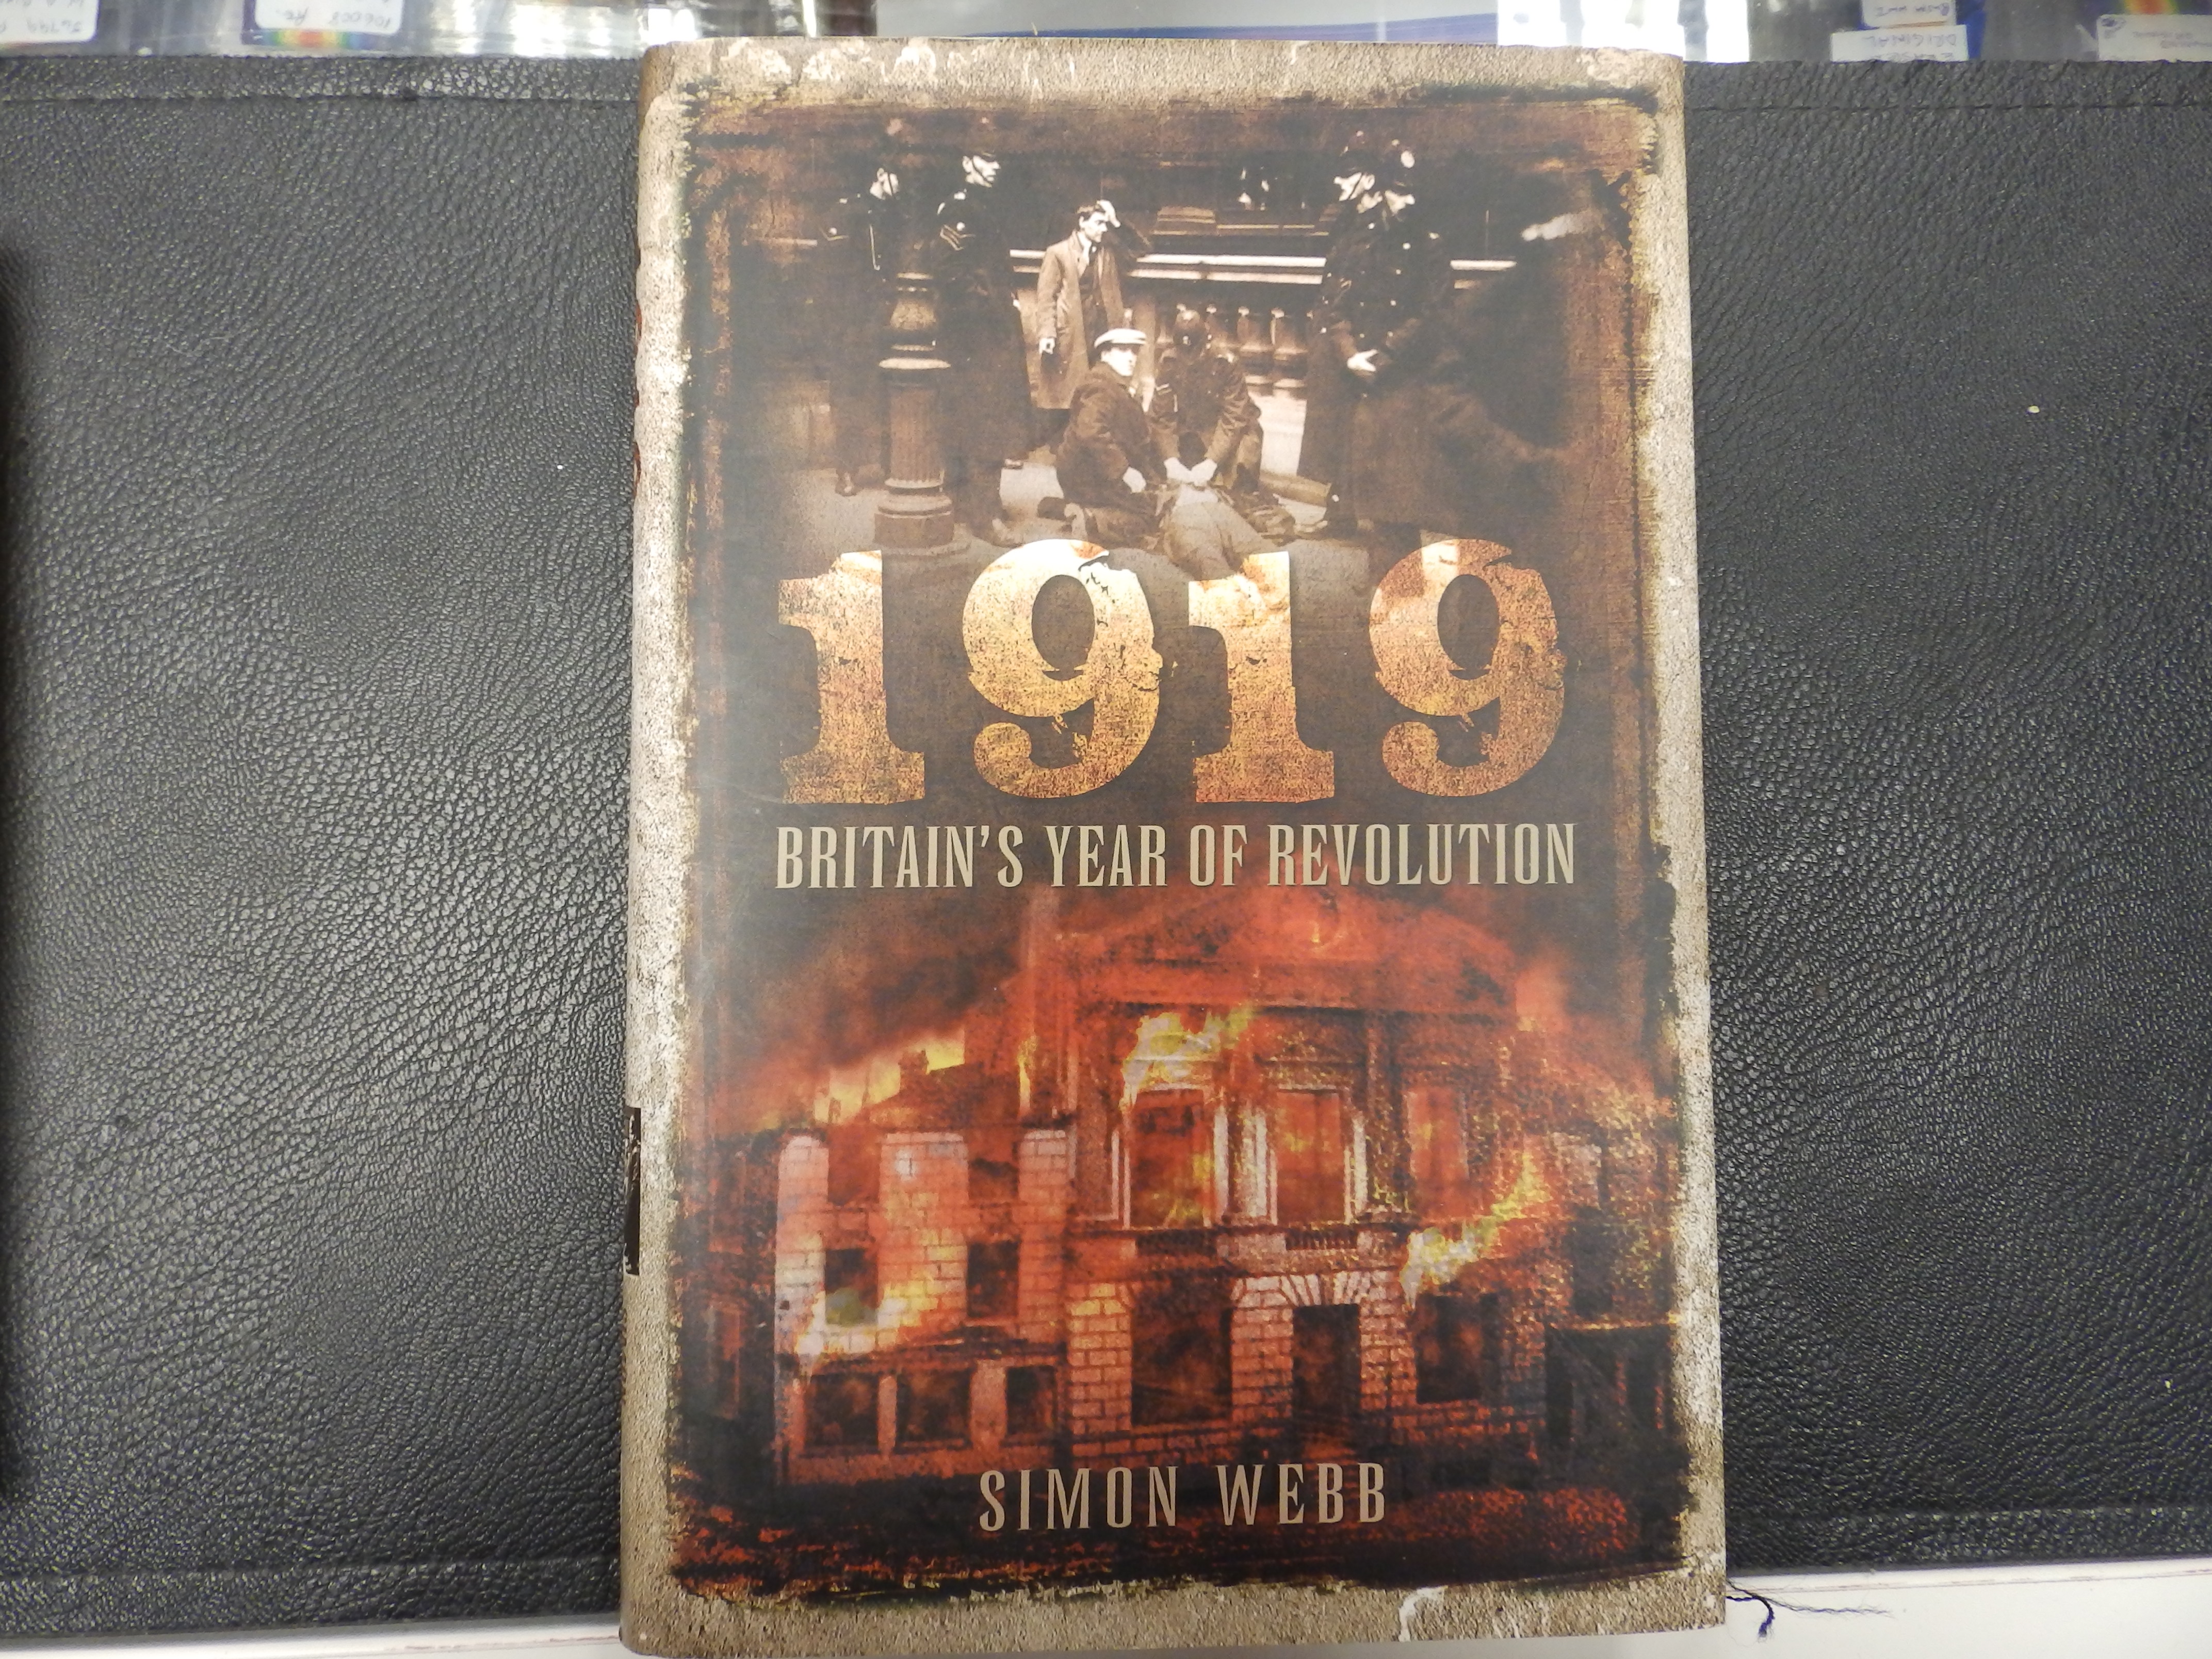 1919
BRITAIN'S YEAR OF REVOLUTION
SIMON WEBB